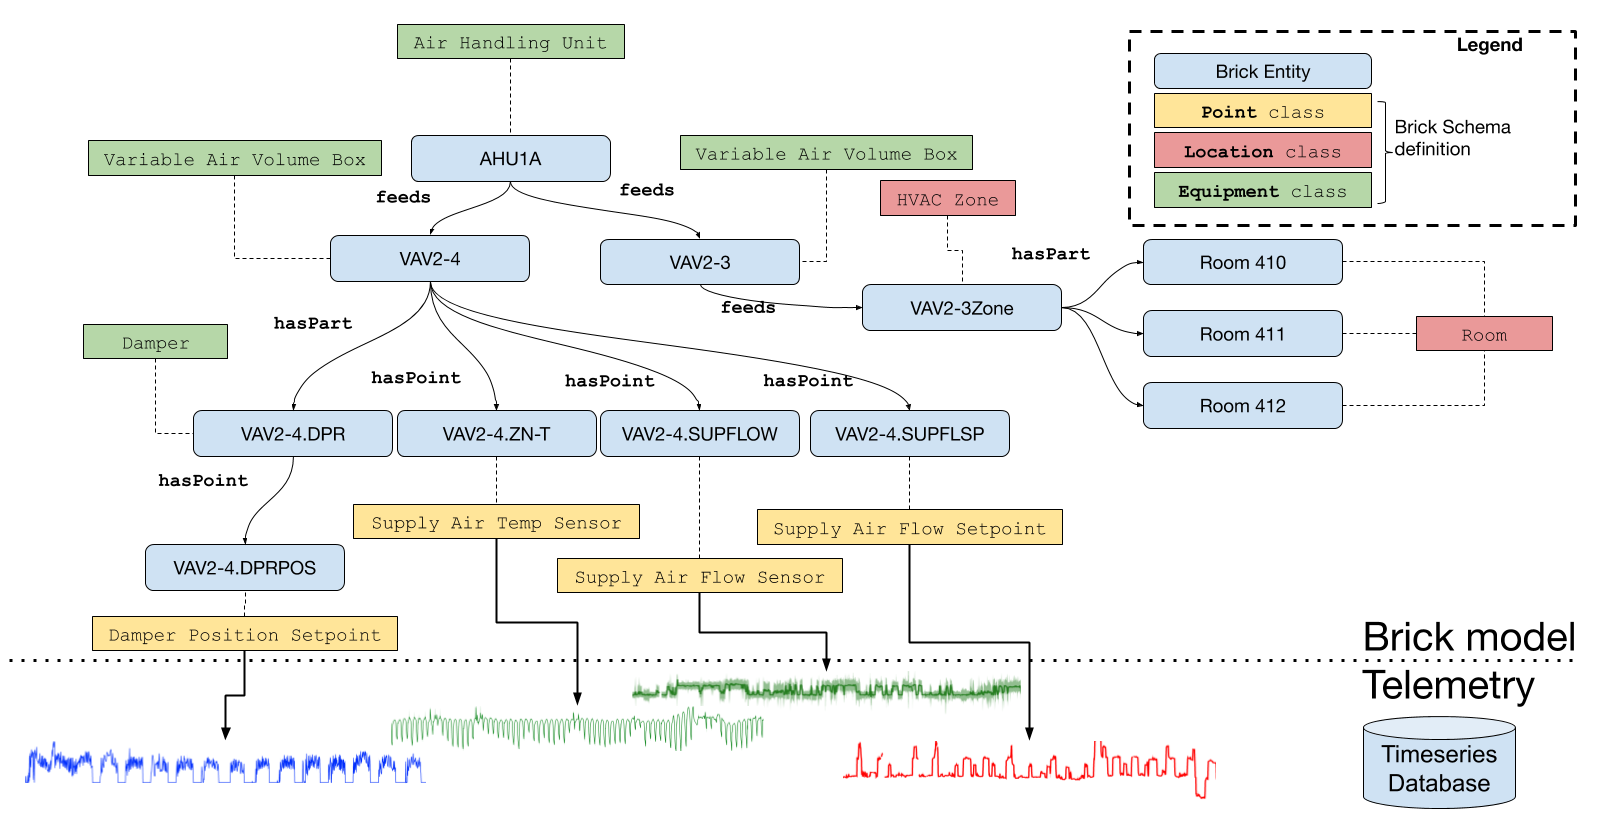 Air Handling Unit
Legend
Brick Entity
Point class
Location class
Equipment class
Brick Schema
definition
Variable Air Volume Box
AHU1A
Variable Air Volume Box
feeds
feeds
HVAC Zone
VAV2-4
VAV2-3
hasPart
Room 410
feeds
VAV2-3Zone
Room 411
Room
Room 412
hasPart
Damper
hasPoint
hasPoint
hasPoint
VAV2-4.DPR
VAV2-4.ZN-T
VAV2-4.SUPFLOW
VAV2-4.SUPFLSP
hasPoint
Supply Air Temp Sensor
Supply Air Flow Setpoint
VAV2-4.DPRPOS
Supply Air Flow Sensor
Damper Position Setpoint
Brick model
Telemetry
Timeseries
Database